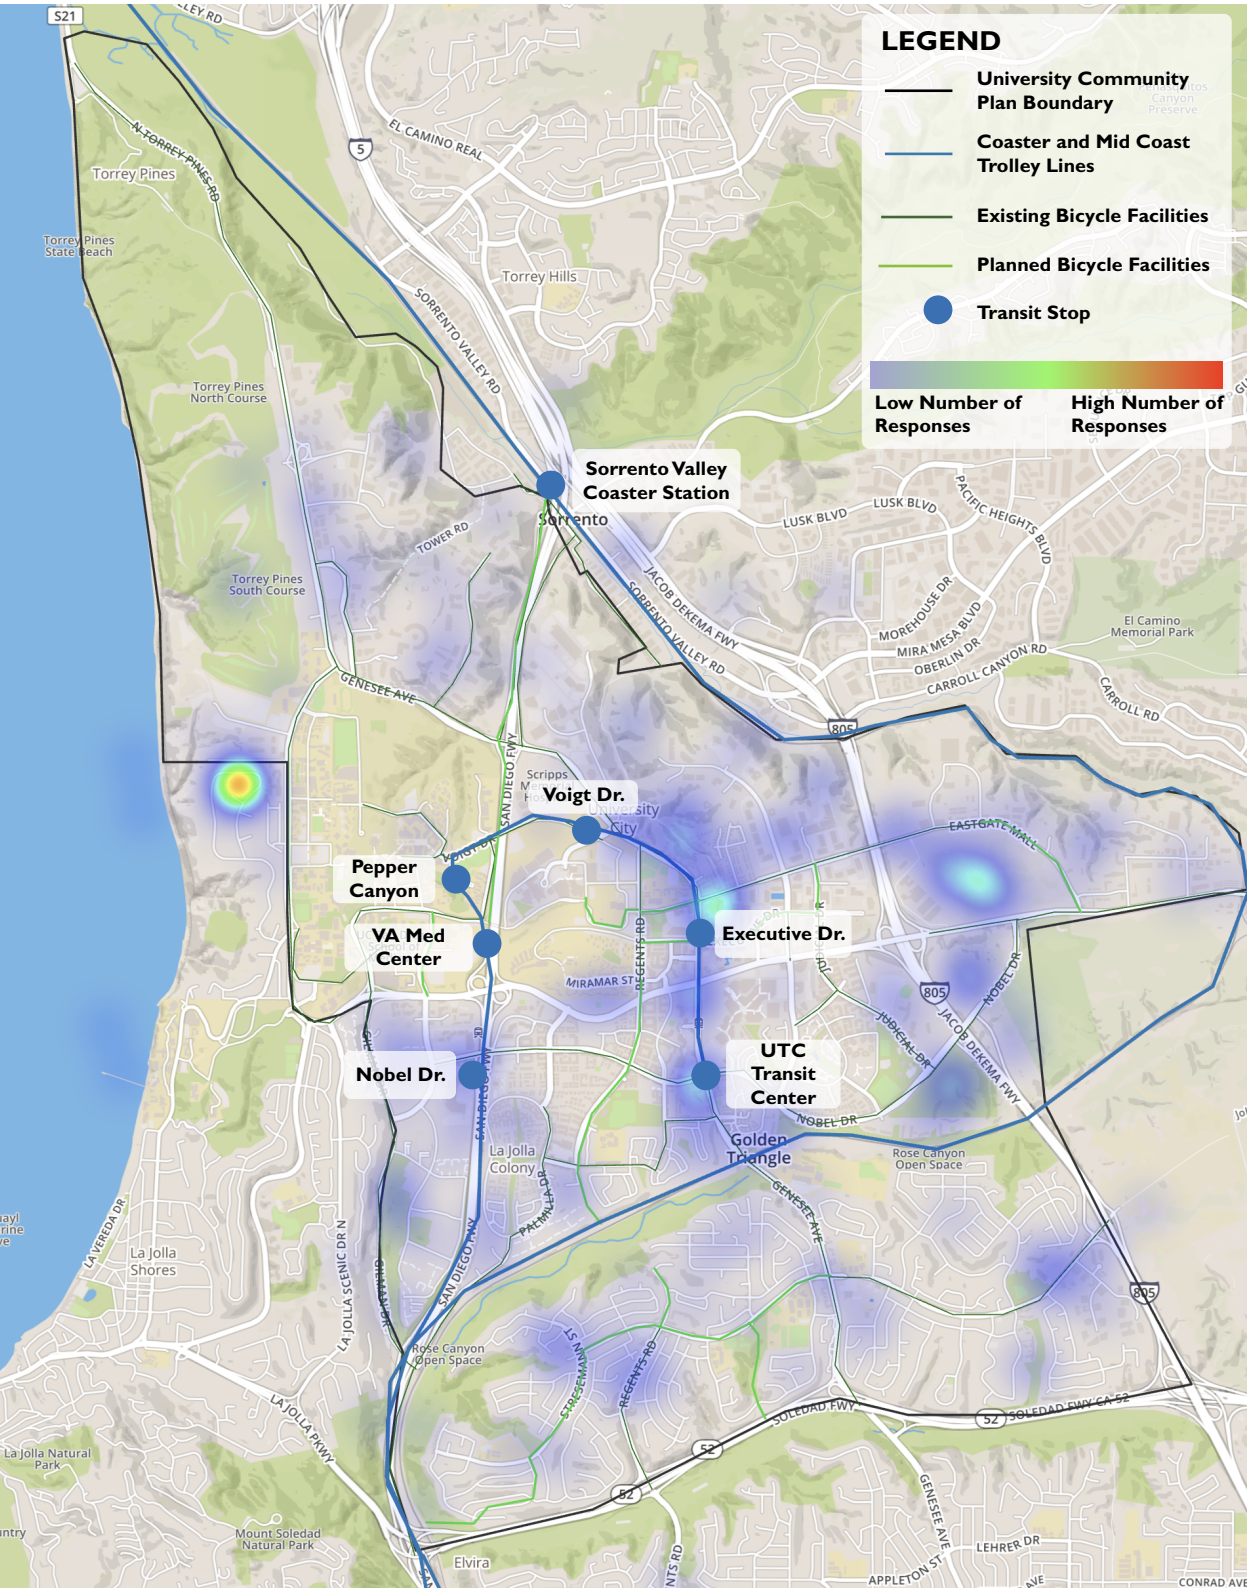 S21
LEGEND
University Community
Plan Boundary
Coaster and Mid Coast
Trolley Lines
Existing Bicycle Facilities
Planned Bicycle Facilities
Transit Stop
Low Number of
Responses
High Number of
Responses
Canyon
Preserve
5
EL CAMINO REAL
N TORREY PINES RD
Torrey Pines
Torrey Pines
State Beach
Torrey Hills
SORRENTO VALLEY RD
Torrey Pines
North Course
Sorrento Valley
Coaster Station
Sorrento
LUSK BLVD
LUSK BLVD
PACIFIC HEIGHTS BLVD
TOWER RD
Torrey Pines
South Course
JACOB DEKEMA FWY
SORRENTO VALLEY RD
MOREHOUSE DR
MIRA MESA BLVD
OBERLIN DR
CARROLL CANYON RD
El Camino
Memorial Park
CARROLL RD
GENESEE AVE
805
SAN DIEGO FWY
Scripps
Voigt Dr.
University
City
EASTGATE MALL
Pepper
Canyon
VA Med
Center
Executive Dr.
REGENTS RD
MIRAMAR ST
805
NOBEL DR
JUDICIAL DR
JACOB DEKEMA FWY
Nobel Dr.
UTC
Transit
Center
SAN DIEGO FWY
NOBEL DR
Golden
Triangle
Rose Canyon
Open Space
La Jolla
Colony
PALMILLA DR
GENESEE AVE
LA VEREDA DR
La Jolla
Shores
LA JOLLA SCENIC DR N
GILMAN DR
SAN DIEGO FWY
805
Rose Canyon
Open Space
REGENTS RD
SOLEDAD FWY
52
SOLEDAD FWY CA 52
52
52
LA JOLLA PKWY
La Jolla Natural
Park
Mount Soledad
Natural Park
Elvira
GENESEE AVE
LEHRER DR
APPLETON ST
CONRAD AVE